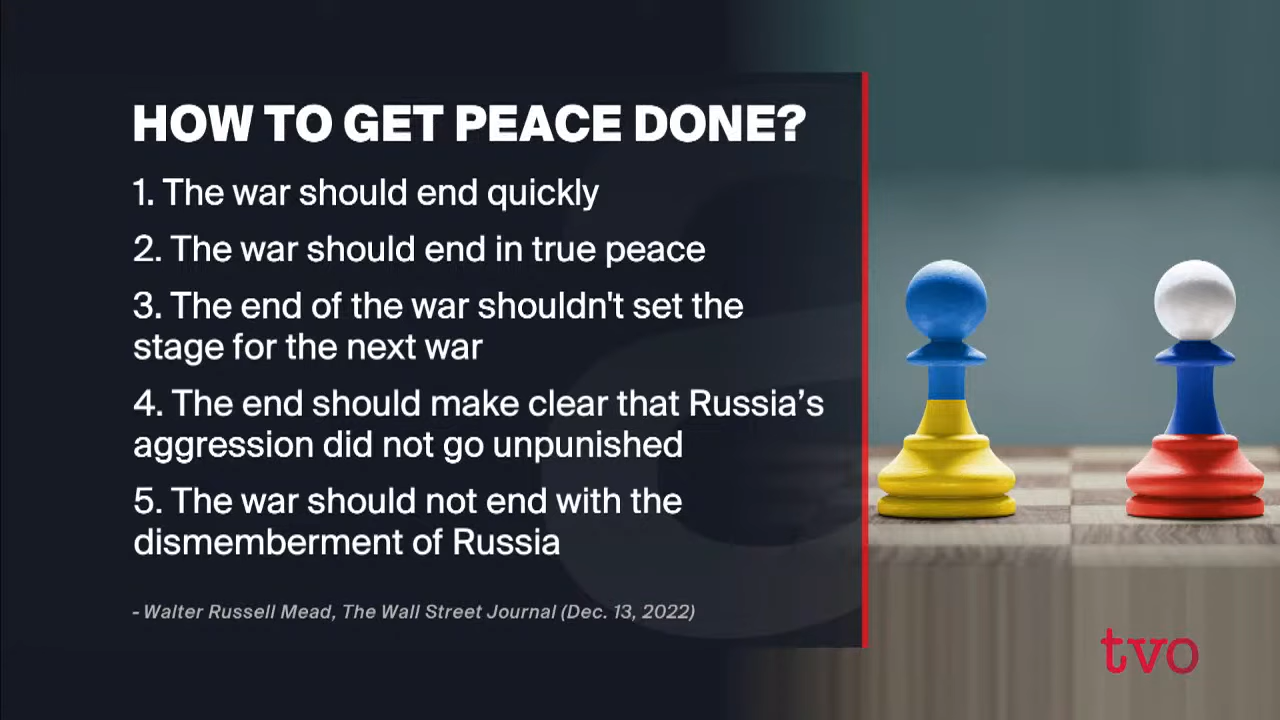 HOW TO GET PEACE DONE?
1. The war should end quickly
2. The war should end in true peace
3. The end of the war shouldn't set the
stage for the next war
4. The end should make clear that Russia’s
aggression did not go unpunished
5. The war should not end with the
dismemberment of Russia
- Walter Russell Mead, The Wall Street Journal (Dec. 13, 2022)
tvo